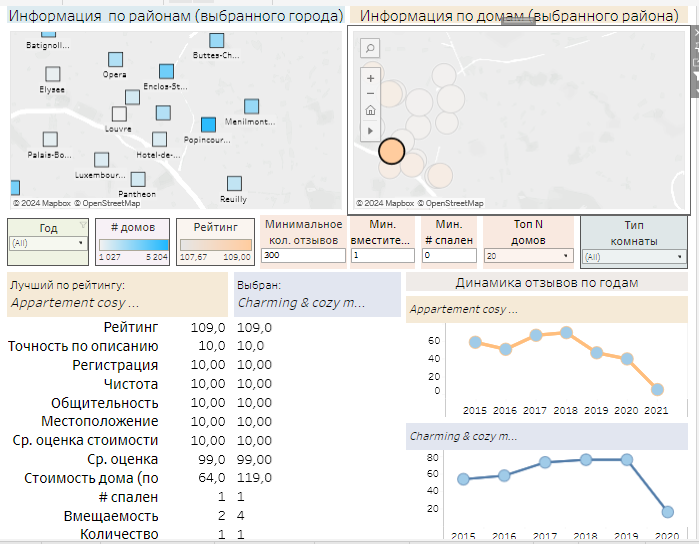 Информация по районам (выбранного города)
Информация по домам (выбранного района)
Batignoll...
Buttes-Ch...
Opera
Elysee
Enclos-St...
Menilmont...
Louvre
Popincour...
Palais-Bo...
Hotel-de-...
Luxembour...
Pantheon
Reuilly
© 2024 Mapbox © OpenStreetMap
© 2024 Mapbox © OpenStreetMap
Год
(All)
# домов
1 027 5 204
Рейтинг
107,67 109,00
Минимальное
кол. отзывов
300
Мин.
вместите...
1
Мин.
# спален
0
Топ N
домов
20
Тип
комнаты
(All)
Лучший по рейтингу:
Appartement cosy ...
Выбран:
Charming & cozy m...
Рейтинг 109,0 109,0
Точность по описанию 10,0 10,0
Регистрация 10,00 10,00
Чистота 10,00 10,00
Общительность 10,00 10,00
Местоположение 10,00 10,00
Ср. оценка стоимости 10,00 10,00
Ср. оценка 99,0 99,00
Стоимость дома (по 64,0 119,0
# спален 1 1
Вмещаемость 2 4
Количество 1 1
Динамика отзывов по годам
Appartement cosy ...
60
40
20
0
2015 2016 2017 2018 2019 2020 2021
Charming & cozy m...
80
60
40
20
2015 2016 2017 2018 2019 2020